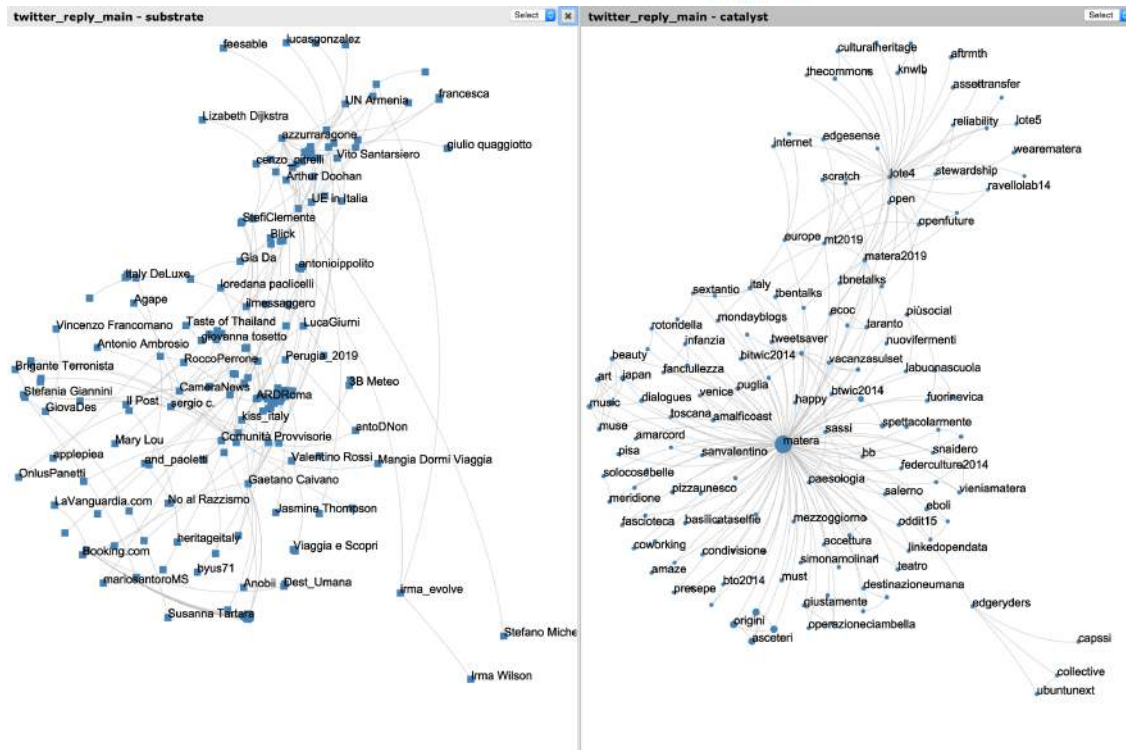 twitter_reply_main - substrate
Select
feesable
lucasgonzalez
UN Armenia
francesca
Lizabeth Dijkstra
azzurraragone
giulio quaggiotto
cenzo_pitrelli
Vito Santarsiero
Arthur Doohan
UE in Italia
StefiClemente
Blick
Gia Da
antonioippolito
Italy DeLuxe
loredana paolicelli
Agape
ilmessaggero
Vincenzo Francomano
Taste of Thailand
LucaGiurni
giovanna tosetto
Antonio Ambrosio
RoccoPerrone
Perugia_2019
Brigante Terronista
3B Meteo
Stefania Giannini
CameraNews
ARDRoma
GiovaDes
Il Post
sergio c.
kiss_italy
antoDNon
Mary Lou
Comunità Provvisorie
applepiea
and_paoletti
Valentino Rossi
Mangia Dormi Viaggia
OnlusPanetti
Gaetano Caivano
LaVanguardia.com
No al Razzismo
Jasmine Thompson
heritageitaly
Booking.com
Viaggia e Scopri
byus71
mariosantoroMS
Anobii
Dest_Umana
irma_evolve
Susanna Tartara
Stefano Miche
Irma Wilson
twitter_reply_main - catalyst
Select
culturalheritage
aftrmth
thecommons
knwlb
assettransfer
reliability
lote5
internet
edgesense
wearematera
scratch
lote4
stewardship
ravellolab14
open
openfuture
europe
mt2019
matera2019
sextantio
italy
tbnetalks
tbentalks
ecoc
piùsocial
mondayblogs
taranto
rotondella
infanzia
tweetsaver
nuovifermenti
beauty
bitwic2014
vacanzasulset
fanciullezza
labuonascuola
art
japan
venice
puglia
btwic2014
fuorinevica
music
dialogues
happy
toscana
amalficoast
spettacolarmente
muse
amarcord
sassi
matera
snaidero
pisa
sanvalentino
bb
federculture2014
solocosebelle
paesologia
pizzaunesco
salerno
vieniamatera
meridione
eboli
fascioteca
basilicataselfie
mezzogiorno
oddit15
accettura
coworking
condivisione
linkedopendata
simonamolinari
teatro
amaze
bto2014
must
presepe
destinazioneumana
giustamente
edgeryders
origini
operazioneciambella
asceteri
capssi
collective
ubuntunext